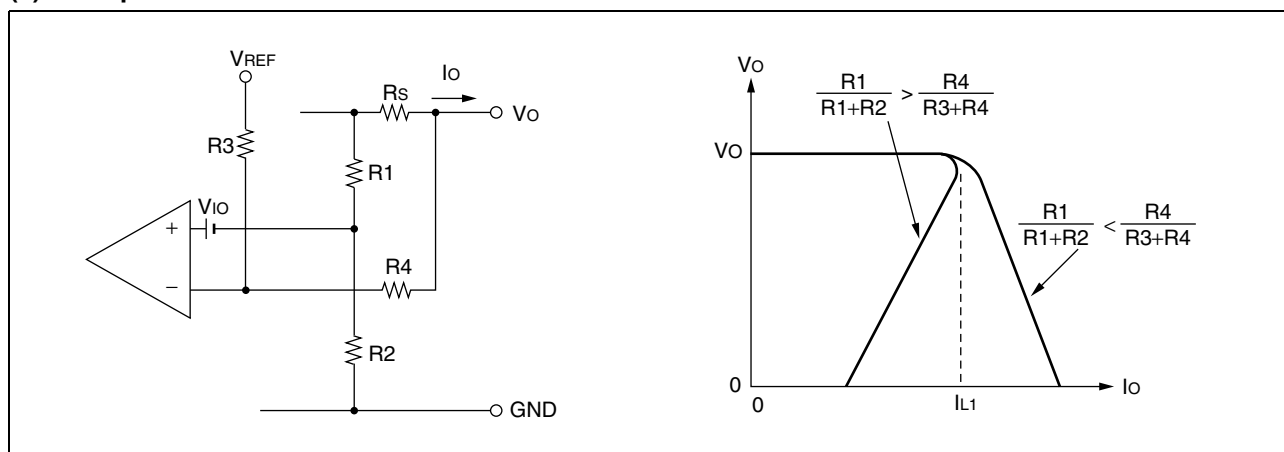 VREF
IO
RS
VO
R3
R1
VIO
+
−
R4
R2
GND
VO
R1/R1+R2 > R4/R3+R4
VO
R1/R1+R2 < R4/R3+R4
0
0
IL1
IO